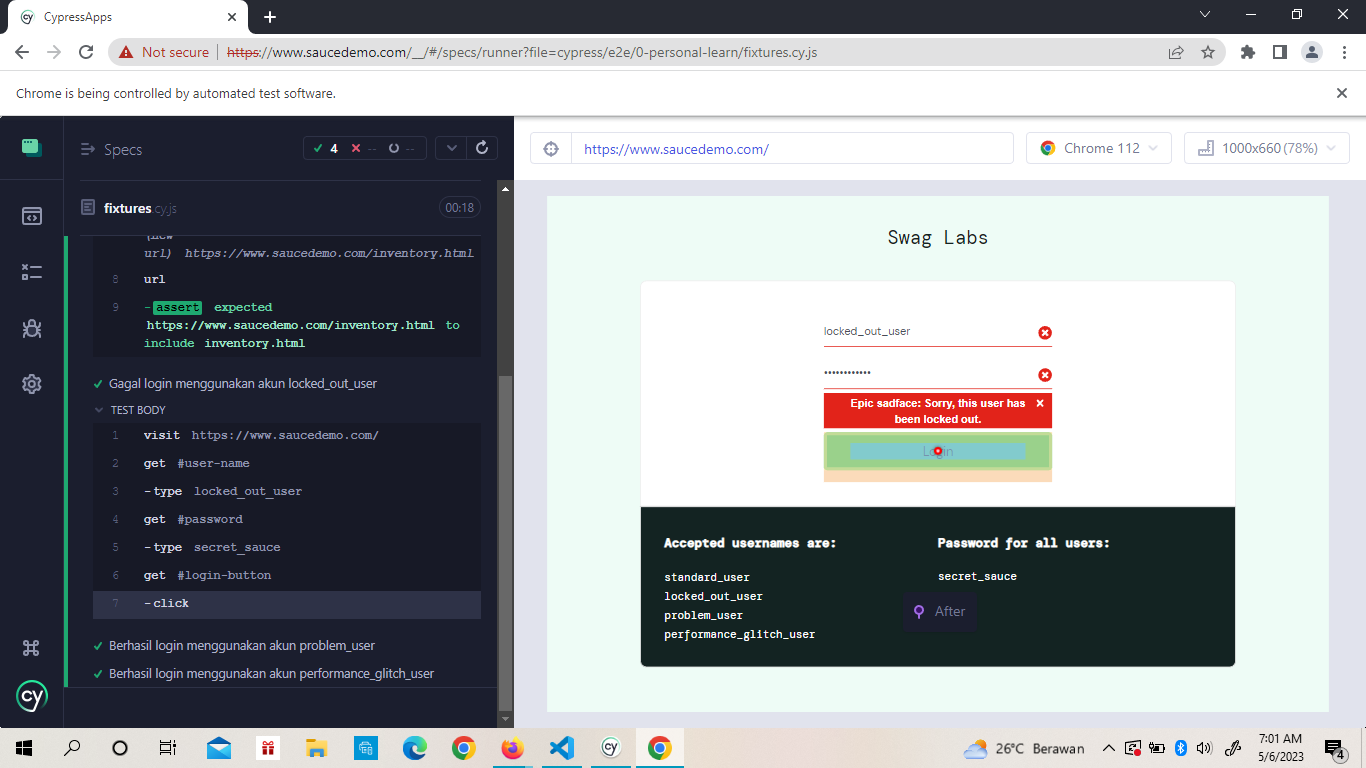 CypressApps
Not secure https://www.saucedemo.com/__/#/specs/runner?file=cypress/e2e/0-personal-learn/fixtures.cy.js
Chrome is being controlled by automated test software.
Specs
4 -- --
fixtures.cy.js 00:18
(new
url) https://www.saucedemo.com/inventory.html
8 url
9 -assert expected
https://www.saucedemo.com/inventory.html to
include inventory.html
Gagal login menggunakan akun locked_out_user
TEST BODY
1 visit https://www.saucedemo.com/
2 get #user-name
3 -type locked_out_user
4 get #password
5 -type secret_sauce
6 get #login-button
7 -click
Berhasil login menggunakan akun problem_user
Berhasil login menggunakan akun performance_glitch_user
cy
https://www.saucedemo.com/
Chrome 112
1000x660 (78%)
Swag Labs
locked_out_user
••••••••••••
Epic sadface: Sorry, this user has
been locked out.
Login
Accepted usernames are:
standard_user
locked_out_user
problem_user
performance_glitch_user
Password for all users:
secret_sauce
After
26°C Berawan
7:01 AM
5/6/2023
4